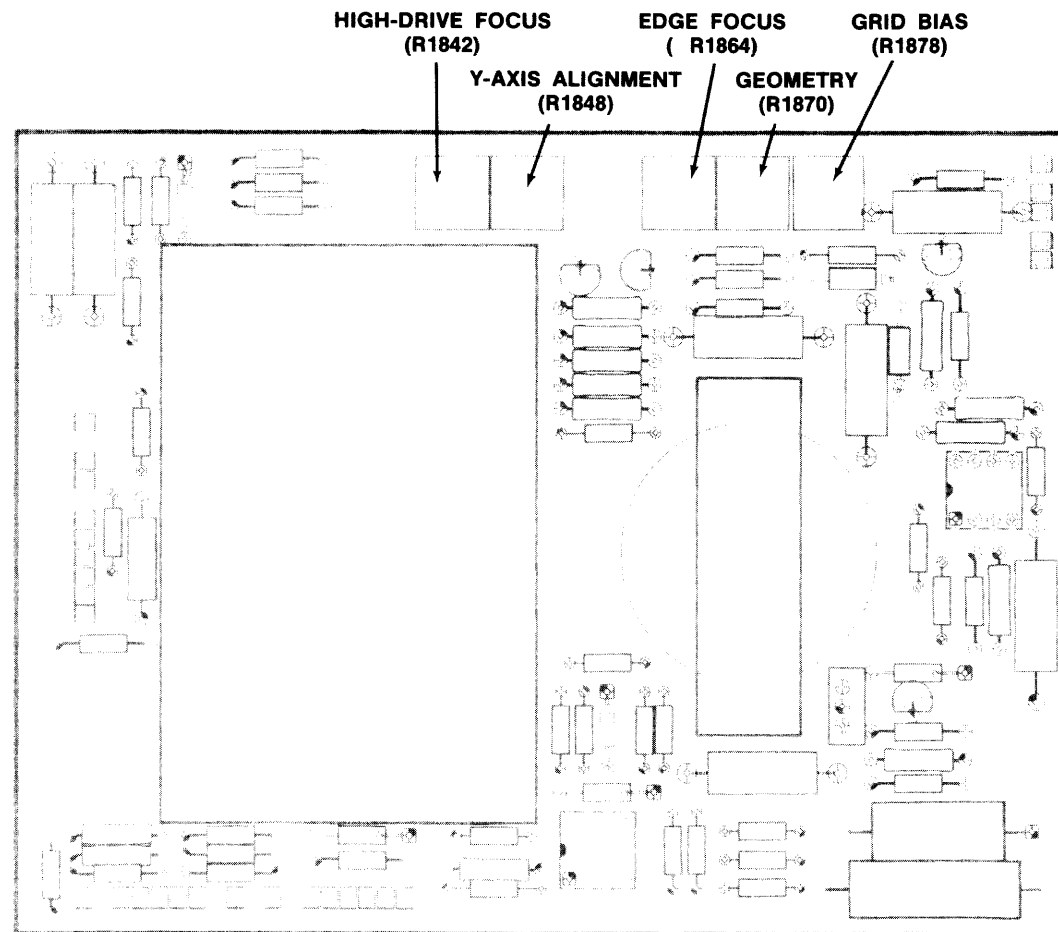 HIGH-DRIVE FOCUS
(R1842)
EDGE FOCUS
( R1864)
GRID BIAS
(R1878)
Y-AXIS ALIGNMENT
(R1848)
GEOMETRY
(R1870)